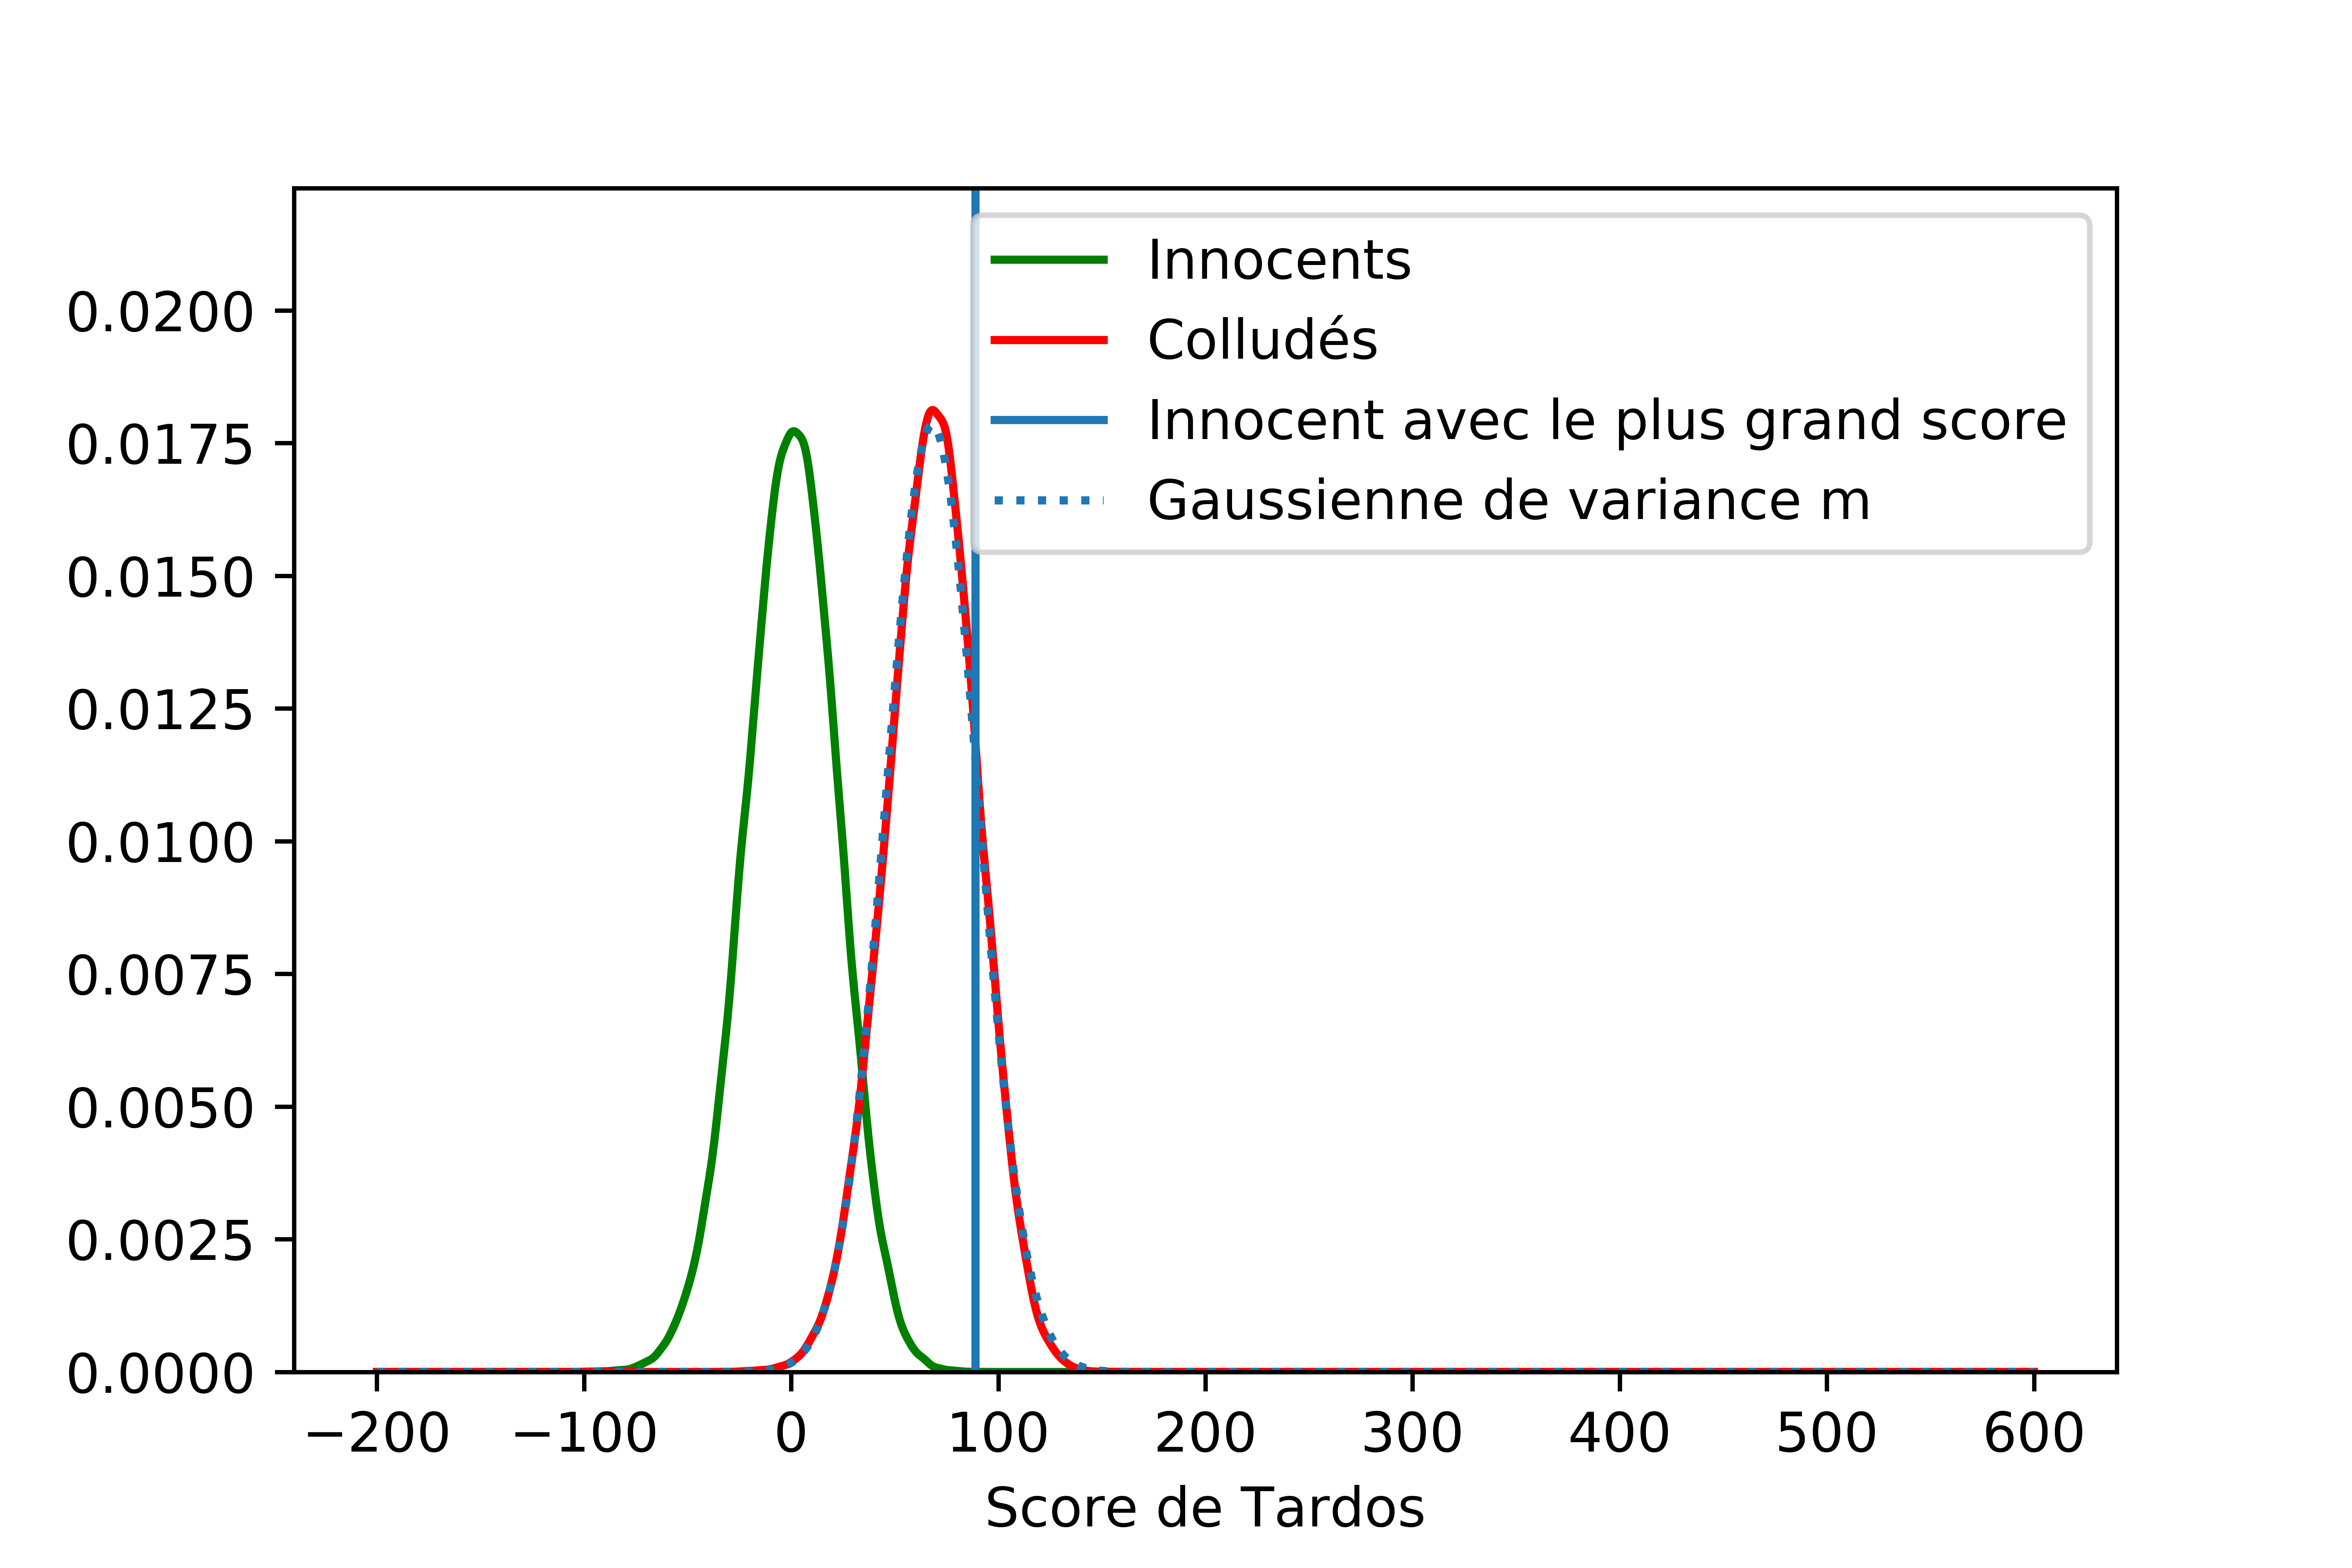 Innocents
Colludés
Innocent avec le plus grand score
Gaussienne de variance m
0.0200
0.0175
0.0150
0.0125
0.0100
0.0075
0.0050
0.0025
0.0000
−200 −100 0 100 200 300 400 500 600
Score de Tardos